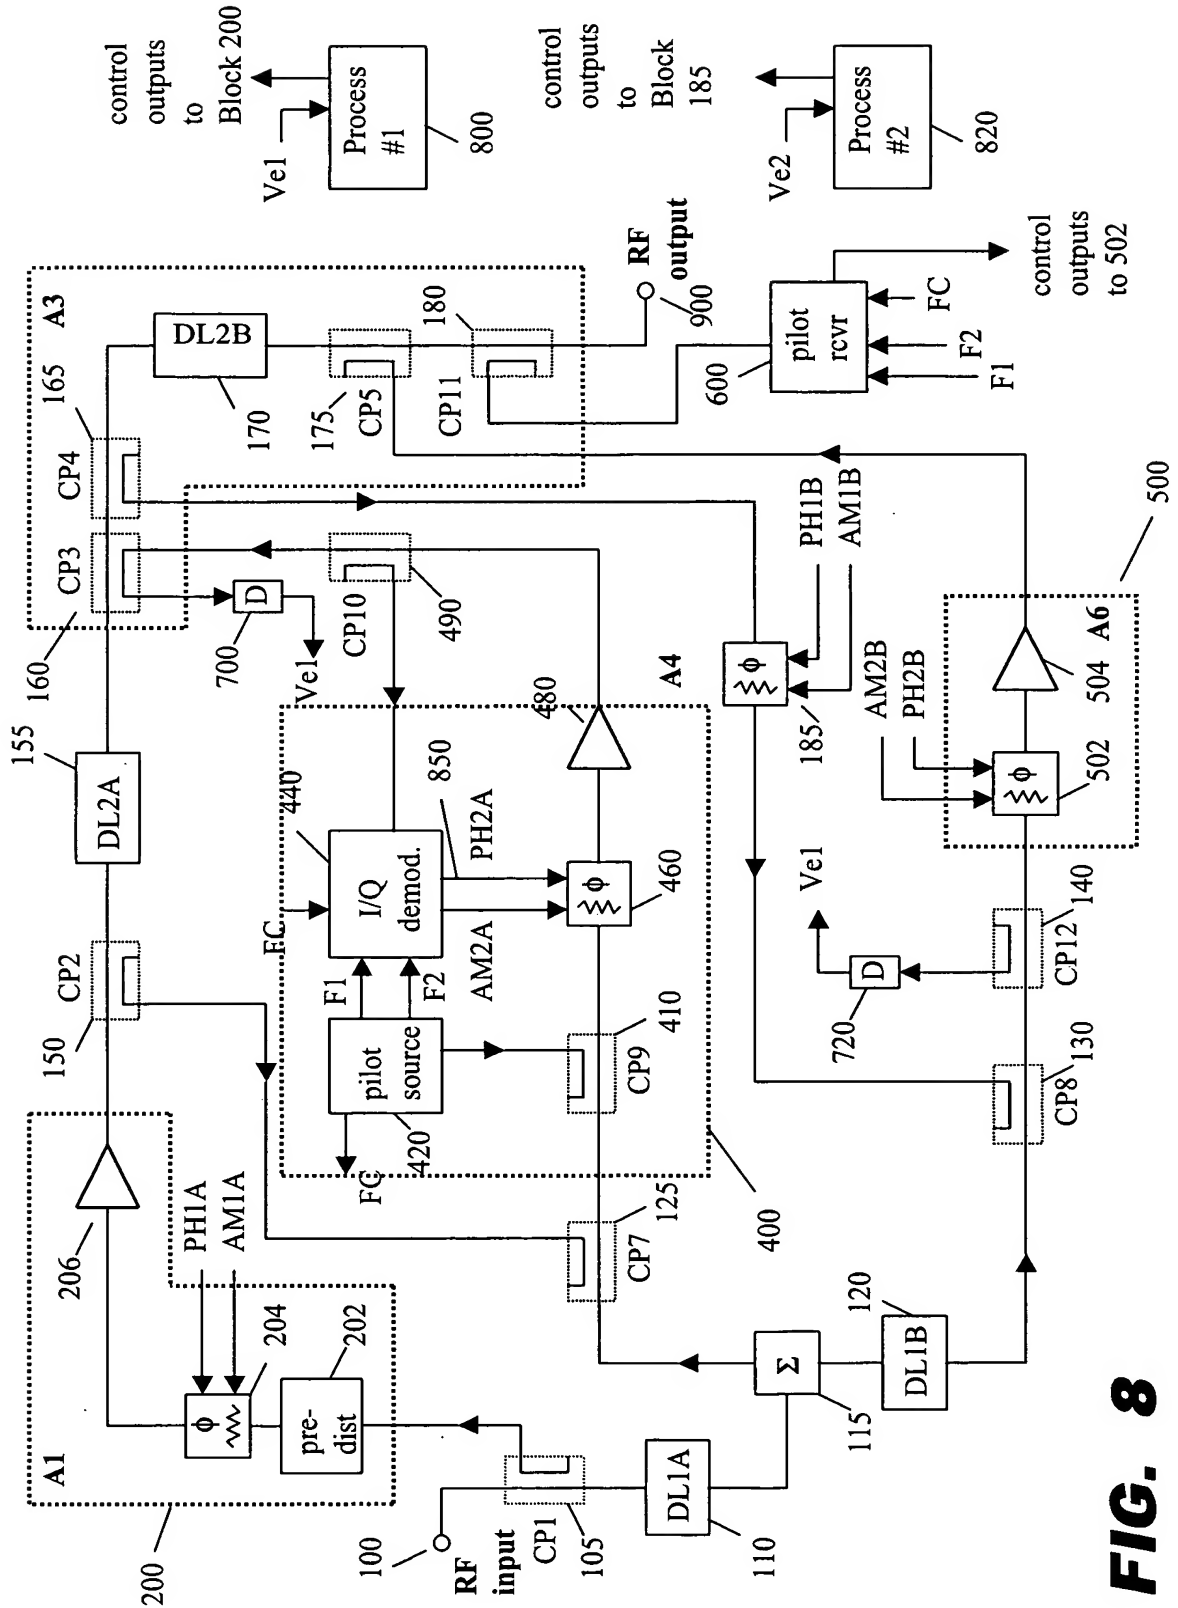 A1
200
206
PH1A
AM1A
204
202
ϕ
pre-
dist
100
RF
input
CP1
105
DL1A
110
Σ
115
DL1B
120
CP2
150
DL2A
155
160
CP3
CP4
165
A3
DL2B
170
175
CP5
CP11
180
RF
output
900
D
700
Ve1
CP10
490
FC
440
I/Q
demod.
850
PH2A
AM2A
F1
F2
pilot
source
420
FC
CP9
410
ϕ
460
480
A4
CP7
125
400
ϕ
185
PH1B
AM1B
Ve1
D
720
CP12
140
CP8
130
AM2B
PH2B
ϕ
502
504
A6
500
600
pilot
rcvr
F1
F2
FC
control
outputs
to 502
control
outputs
to
Block 200
Ve1
Process
#1
800
control
outputs
to
Block
185
Ve2
Process
#2
820
FIG. 8